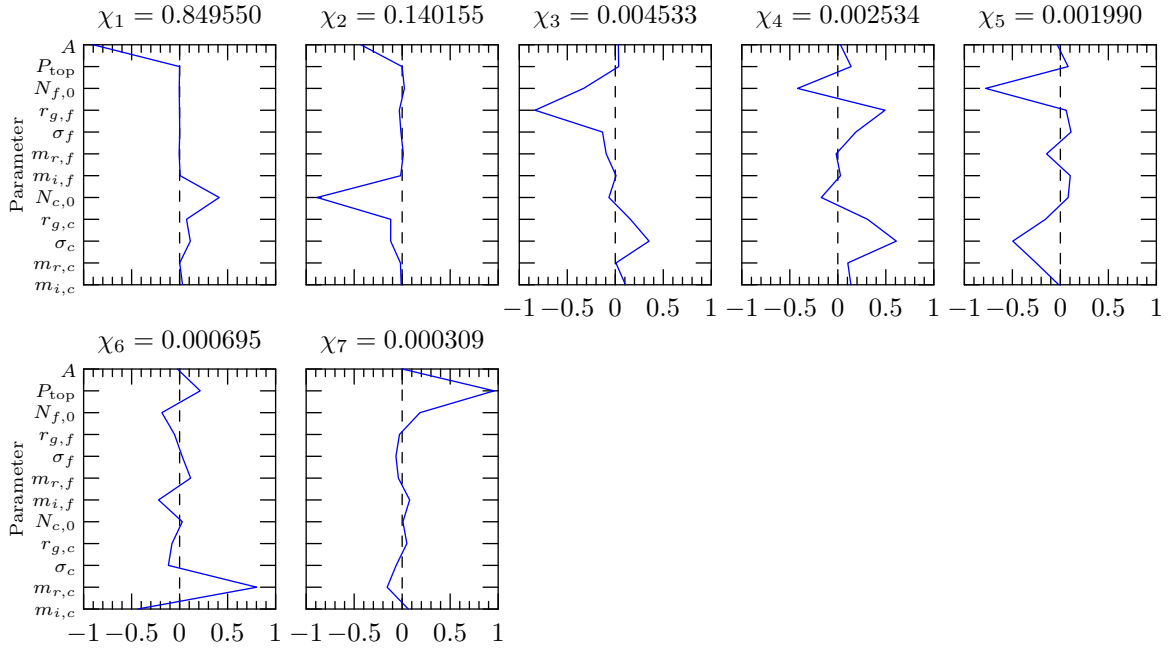 χ₁ = 0.849550 χ₂ = 0.140155 χ₃ = 0.004533 χ₄ = 0.002534 χ₅ = 0.001990
A
P_top
N_f,0
r_g,f
σ_f
m_r,f
m_i,f
N_c,0
r_g,c
σ_c
m_r,c
m_i,c
Parameter
−1 −0.5 0 0.5 1 −1 −0.5 0 0.5 1 −1 −0.5 0 0.5 1
χ₆ = 0.000695 χ₇ = 0.000309
A
P_top
N_f,0
r_g,f
σ_f
m_r,f
m_i,f
N_c,0
r_g,c
σ_c
m_r,c
m_i,c
Parameter
−1 −0.5 0 0.5 1 −1 −0.5 0 0.5 1